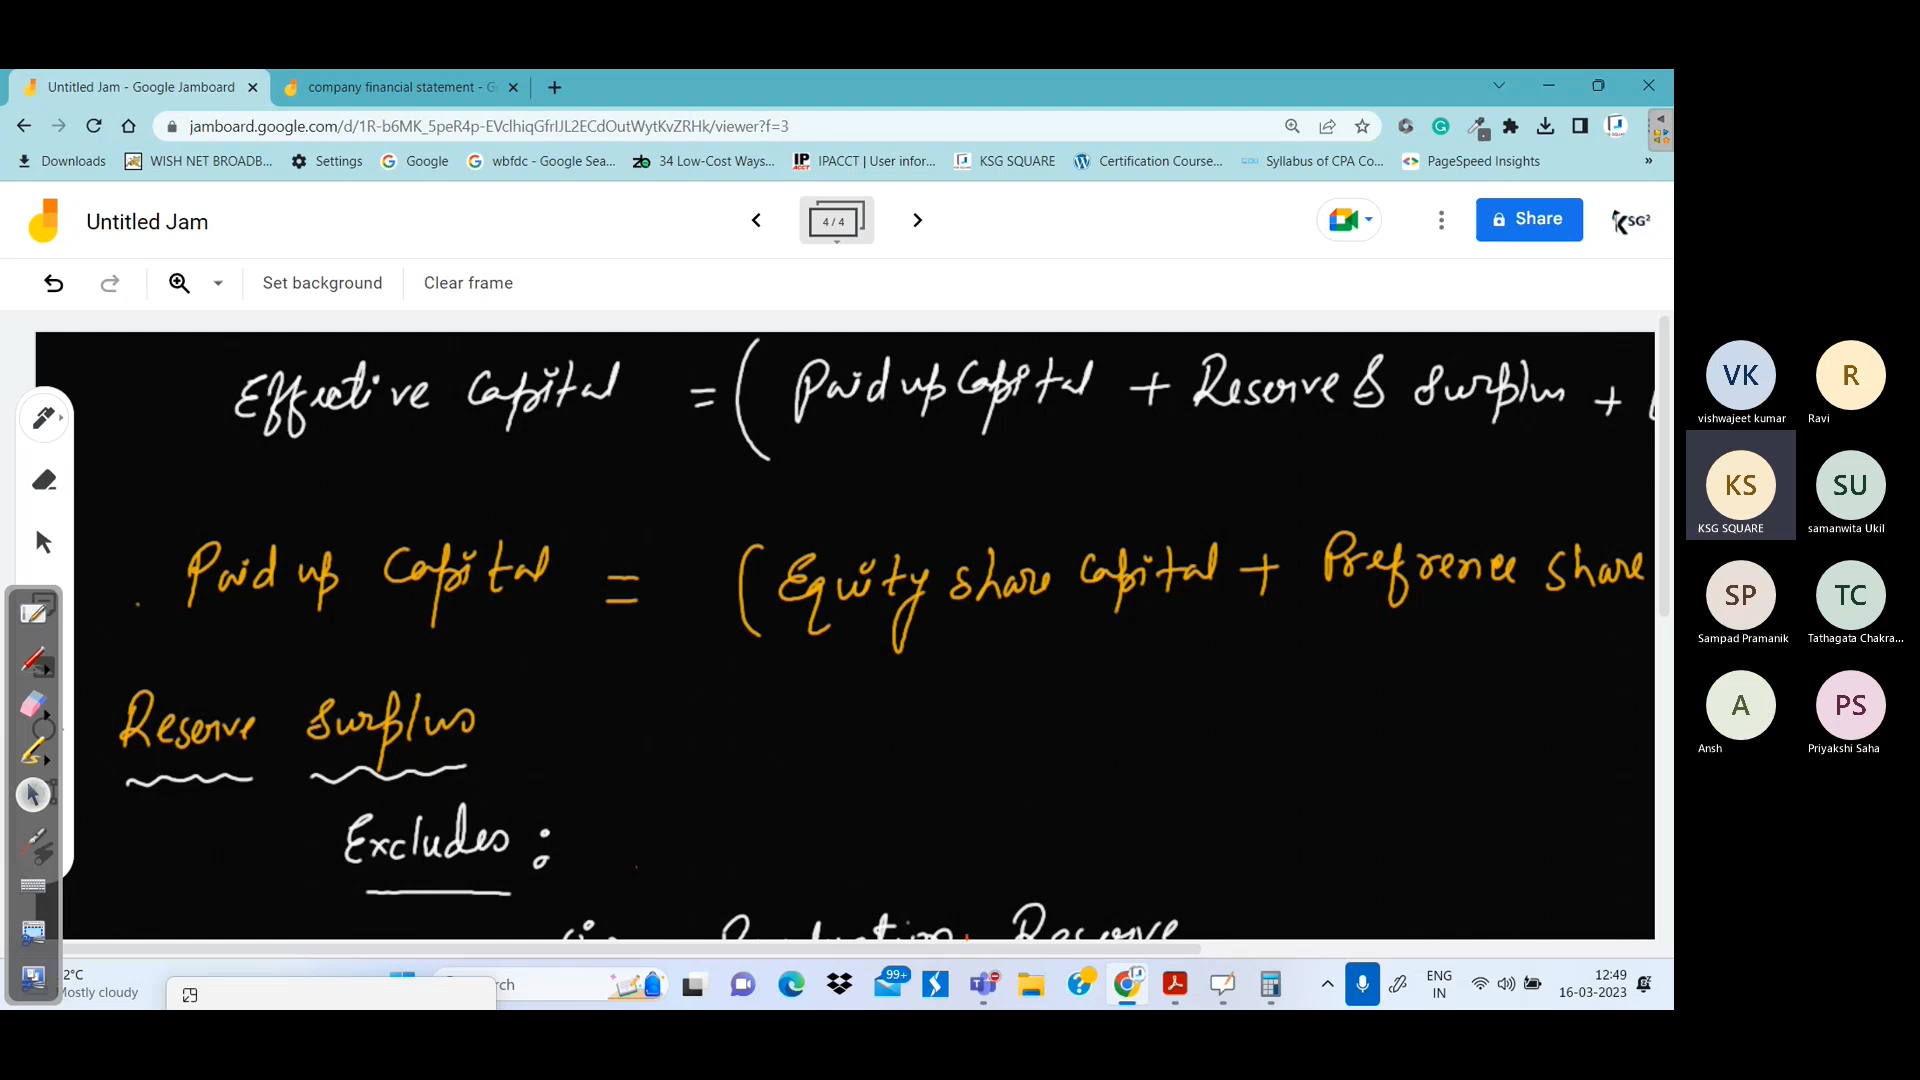 Untitled Jam - Google Jamboard
company financial statement - G
jamboard.google.com/d/1R-b6MK_5peR4p-EVclhiqGfrIJL2ECdOutWytKvZRHk/viewer?f=3
Downloads WISH NET BROADB... Settings Google wbfdc - Google Sea... 34 Low-Cost Ways... IPACCT | User infor... KSG SQUARE Certification Course... Syllabus of CPA Co... PageSpeed Insights »
Untitled Jam
4 / 4
Share
KSG²
Set background
Clear frame
Effective Capital = ( Paid up Capital + Reserve & Surplus +
Paid up Capital = ( Equity share capital + Preference share
Reserve Surplus
Excludes :
Reserve
VK
vishwajeet kumar
R
Ravi
KS
KSG SQUARE
SU
samanwita Ukil
SP
Sampad Pramanik
TC
Tathagata Chakra...
A
Ansh
PS
Priyakshi Saha
2°C
Mostly cloudy
rch
99+
ENG
IN
12:49
16-03-2023